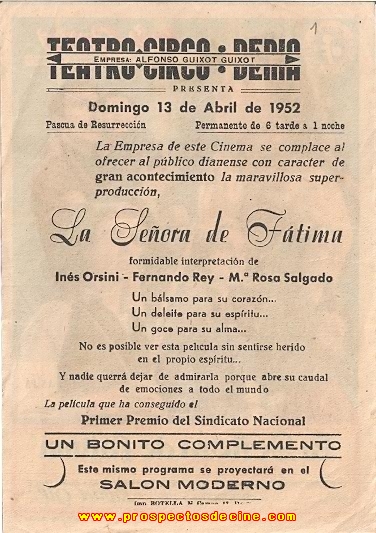 1
TEATRO-CIRCO : DENIA
EMPRESA: ALFONSO GUIXOT GUIXOT
PRESENTA
Domingo 13 de Abril de 1952
Pascua de Resurrección Permanente de 6 tarde a 1 noche
La Empresa de este Cinema se complace al
ofrecer al público dianense con caracter de
gran acontecimiento la maravillosa super-
producción,
La Señora de Fátima
formidable interpretación de
Inés Orsini - Fernando Rey - M.ª Rosa Salgado
Un bálsamo para su corazón...
Un deleite para su espíritu...
Un goce para su alma...
No es posible ver esta película sin sentirse herido
en el propio espíritu...
Y nadie querrá dejar de admirarla porque abre su caudal
de emociones a todo el mundo
La película que ha conseguido el
Primer Premio del Sindicato Nacional
UN BONITO COMPLEMENTO
Este mismo programa se proyectará en el
SALON MODERNO
Imp. BOTELLA
www.prospectosdecine.com